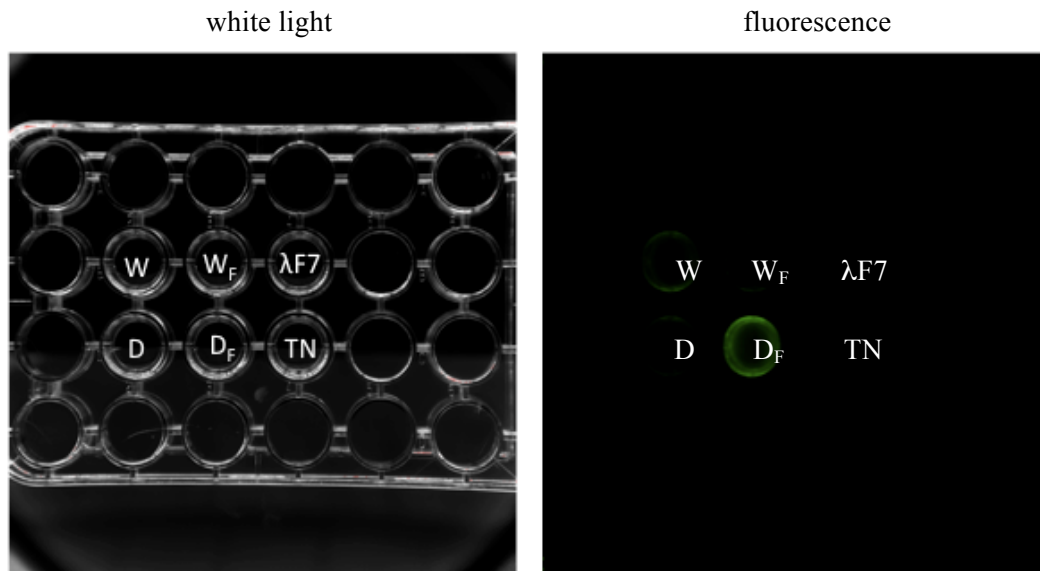 white light
fluorescence
W W_F λF7
D D_F TN
W W_F λF7
D D_F TN